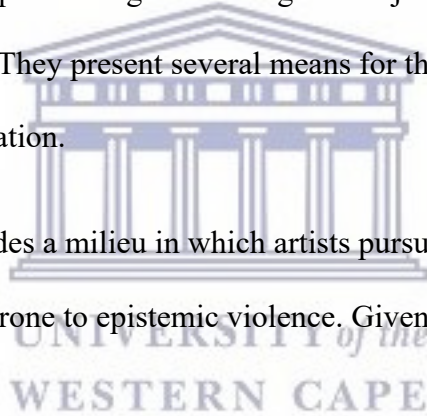 They present several means for th
ation.
des a milieu in which artists pursu
rone to epistemic violence. Given
UNIVERSITY of the
WESTERN CAPE